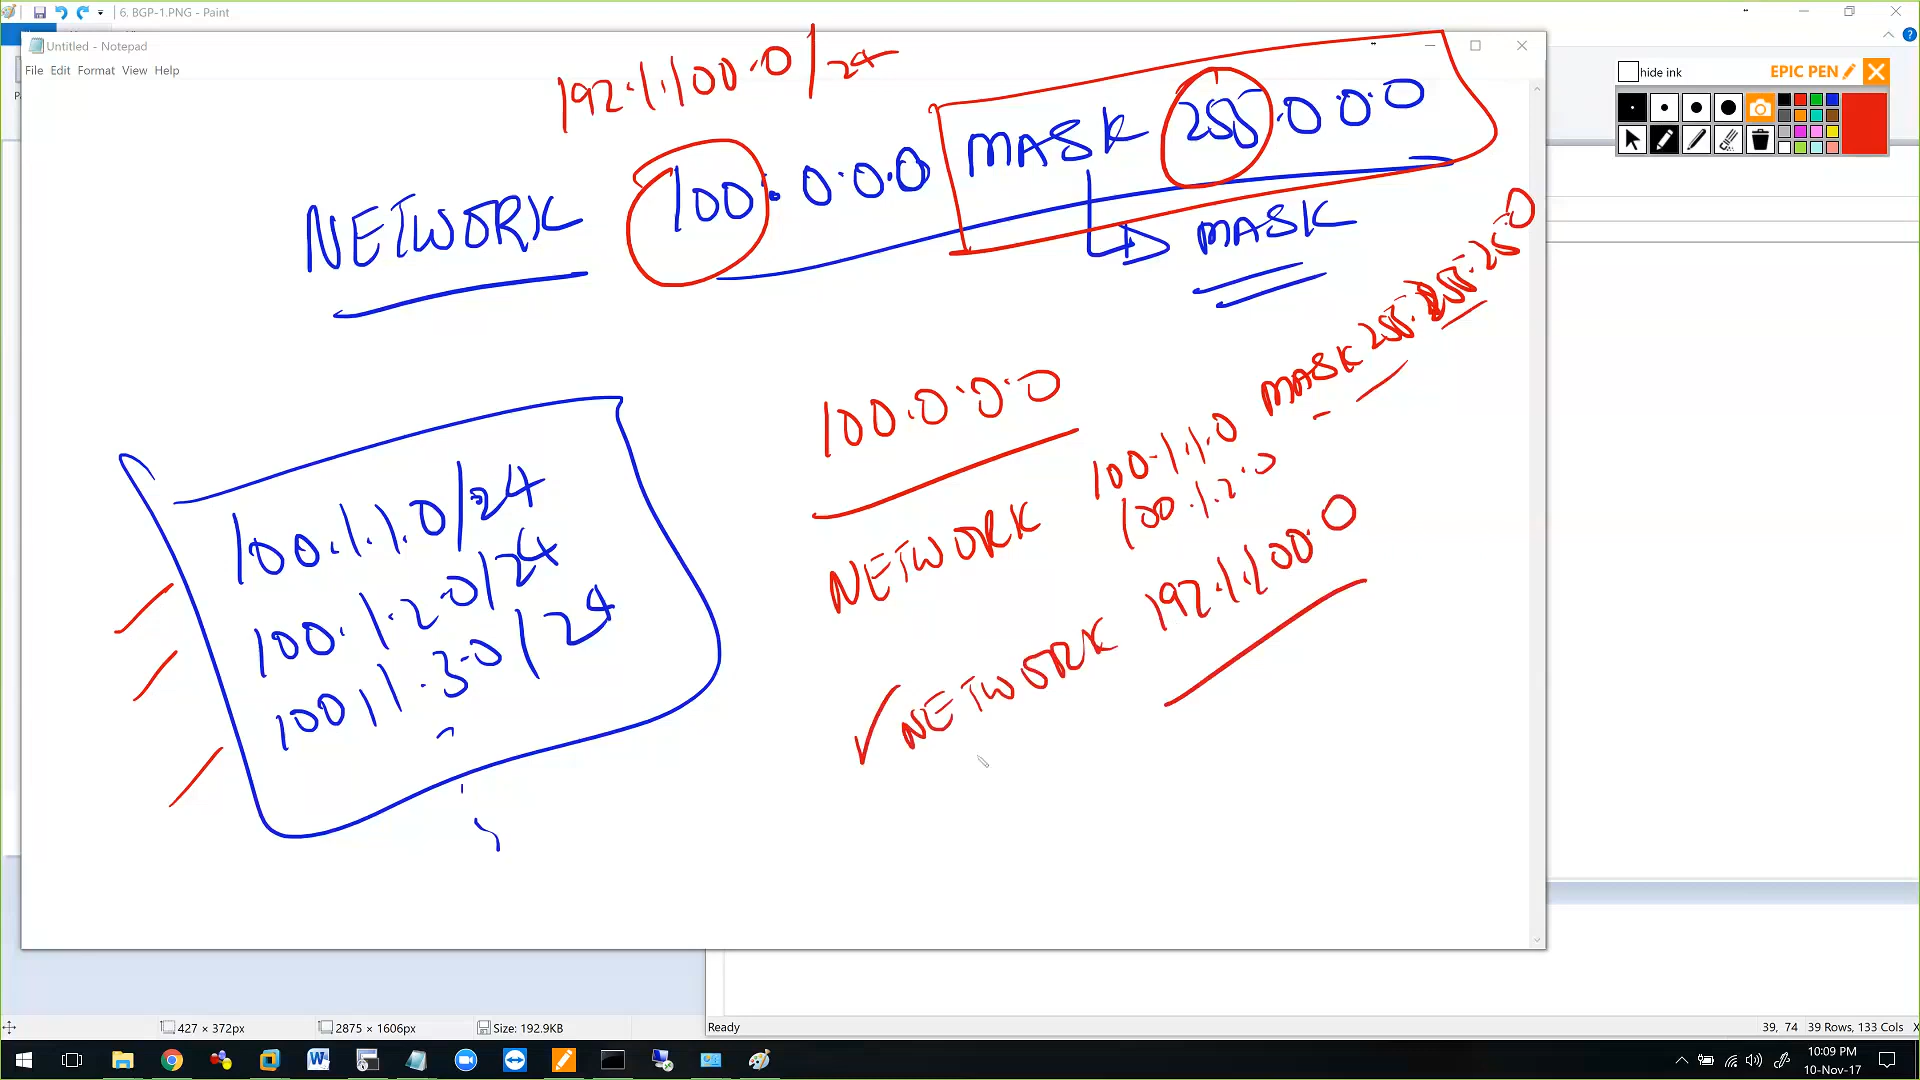 6. BGP-1.PNG - Paint
Untitled - Notepad
File Edit Format View Help
hide ink
EPIC PEN
192.1.100.0/24
NETWORK 100.0.0.0 MASK 255.0.0.0
MASK
100.1.1.0/24
100.1.2.0/24
100.1.3.0/24
100.0.0.0
NETWORK 100.1.1.0 MASK 255.255.25.0
100.1.2.0
NETWORK 192.1.100.0
427 × 372px
2875 × 1606px
Size: 192.9KB
Ready
39, 74
39 Rows, 133 Cols
10:09 PM
10-Nov-17